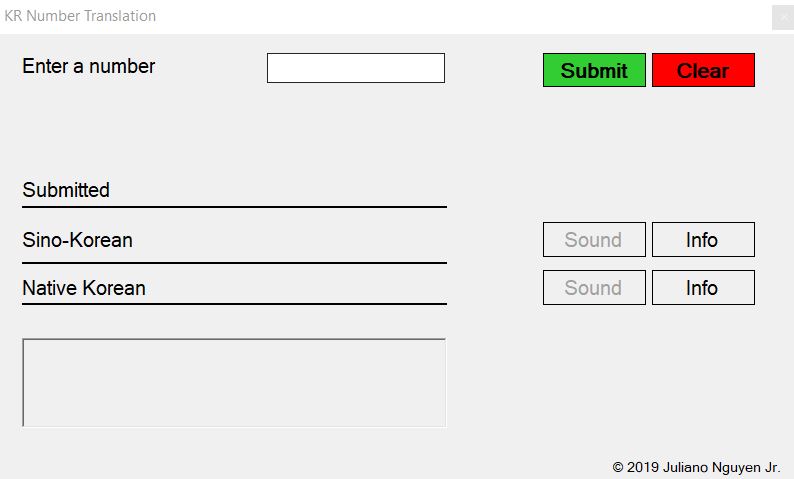 KR Number Translation
Enter a number
Submit
Clear
Submitted
Sino-Korean
Sound
Info
Native Korean
Sound
Info
© 2019 Juliano Nguyen Jr.